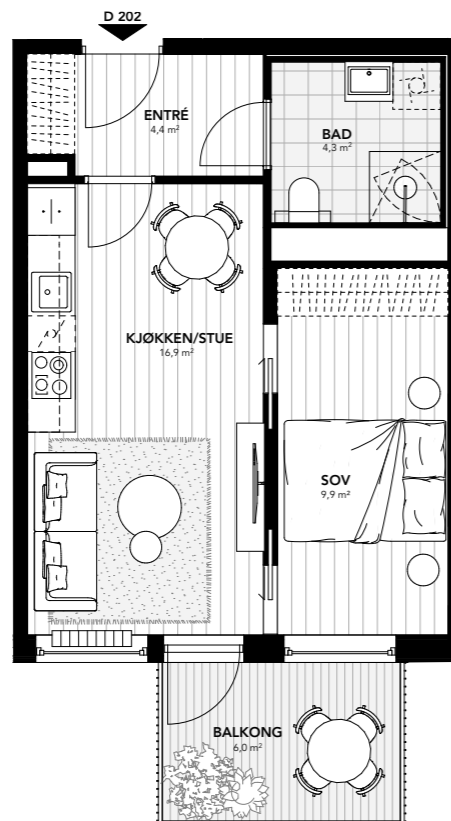 D 202
ENTRÉ
4,4 m²
BAD
4,3 m²
KJØKKEN/STUE
16,9 m²
SOV
9,9 m²
BALKONG
6,0 m²